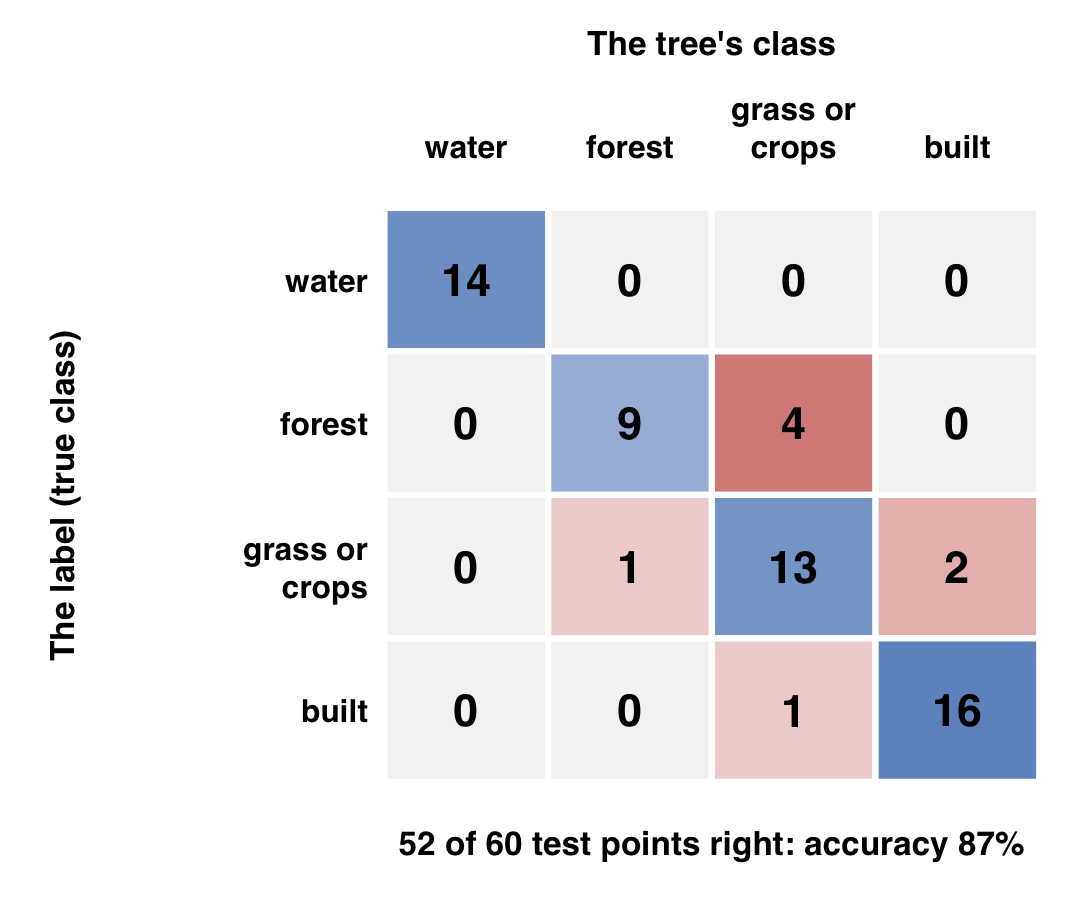 The tree's class
grass or
water forest crops built
water 14 0 0 0
forest 0 9 4 0
grass or
crops 0 1 13 2
built 0 0 1 16
The label (true class)
52 of 60 test points right: accuracy 87%